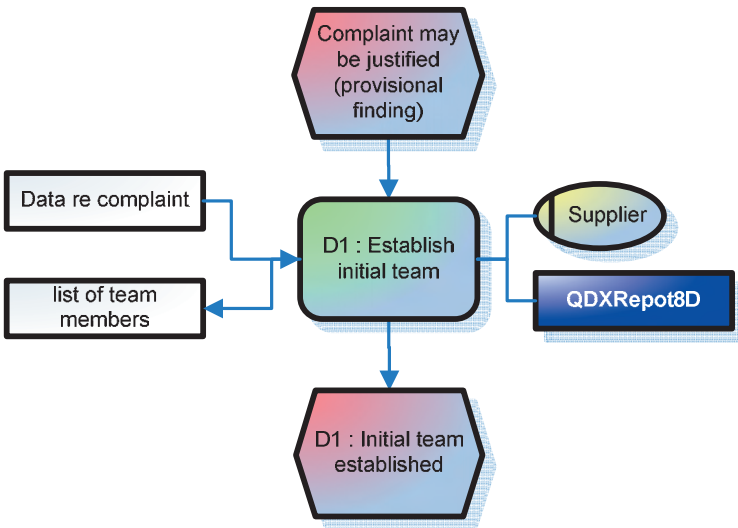 Complaint may
be justified
(provisional
finding)
Data re complaint
D1 : Establish
initial team
Supplier
list of team
members
QDXRepot8D
D1 : Initial team
established